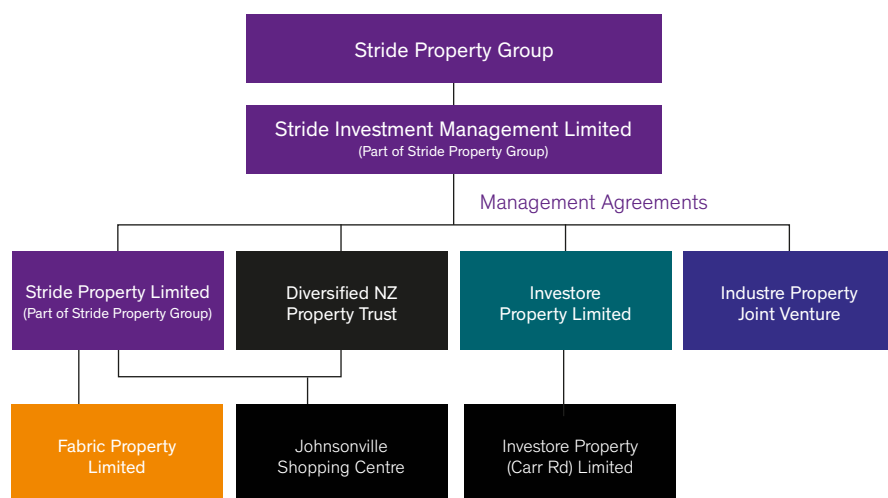 Stride Property Group
Stride Investment Management Limited
(Part of Stride Property Group)
Management Agreements
Stride Property Limited
(Part of Stride Property Group)
Diversified NZ
Property Trust
Investore
Property Limited
Industre Property
Joint Venture
Fabric Property
Limited
Johnsonville
Shopping Centre
Investore Property
(Carr Rd) Limited